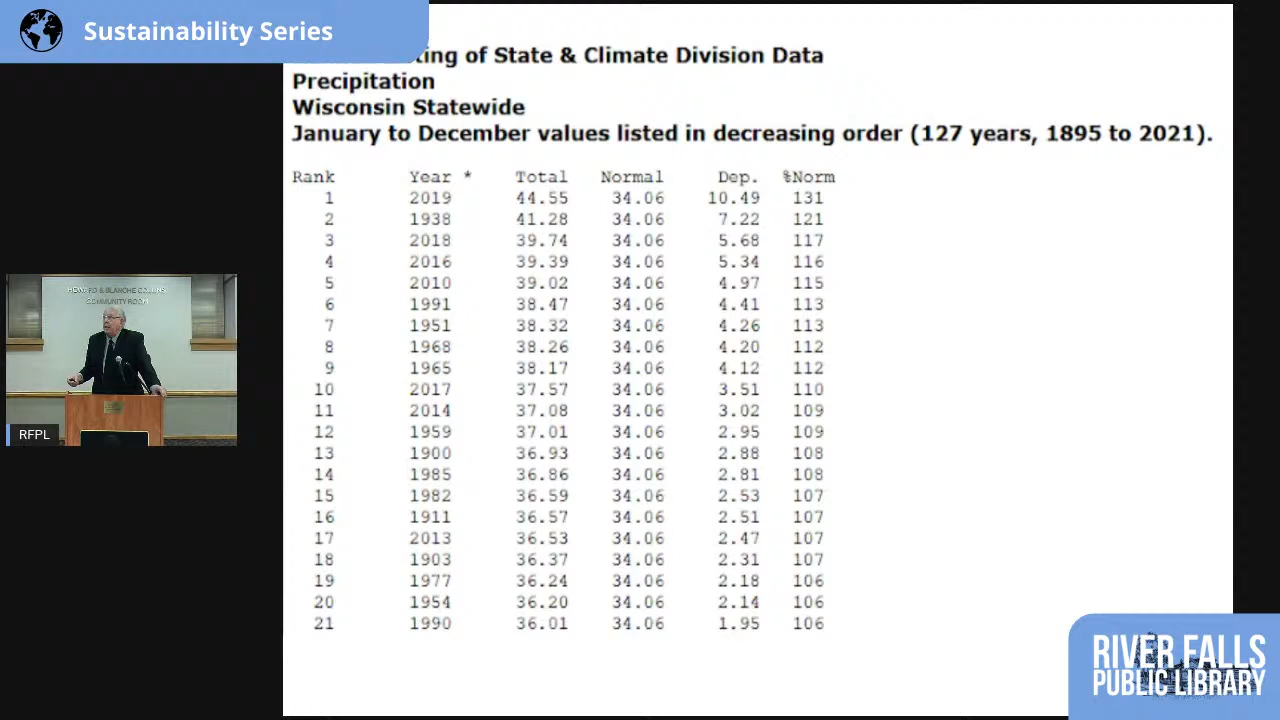 Sustainability Series
ting of State & Climate Division Data
Precipitation
Wisconsin Statewide
January to December values listed in decreasing order (127 years, 1895 to 2021).
Rank Year * Total Normal Dep. %Norm
1 2019 44.55 34.06 10.49 131
2 1938 41.28 34.06 7.22 121
3 2018 39.74 34.06 5.68 117
4 2016 39.39 34.06 5.34 116
5 2010 39.02 34.06 4.97 115
6 1991 38.47 34.06 4.41 113
7 1951 38.32 34.06 4.26 113
8 1968 38.26 34.06 4.20 112
9 1965 38.17 34.06 4.12 112
10 2017 37.57 34.06 3.51 110
11 2014 37.08 34.06 3.02 109
12 1959 37.01 34.06 2.95 109
13 1900 36.93 34.06 2.88 108
14 1985 36.86 34.06 2.81 108
15 1982 36.59 34.06 2.53 107
16 1911 36.57 34.06 2.51 107
17 2013 36.53 34.06 2.47 107
18 1903 36.37 34.06 2.31 107
19 1977 36.24 34.06 2.18 106
20 1954 36.20 34.06 2.14 106
21 1990 36.01 34.06 1.95 106
& BLANCHE COLLINS
COMMUNITY ROOM
RFPL
RIVER FALLS
PUBLIC LIBRARY